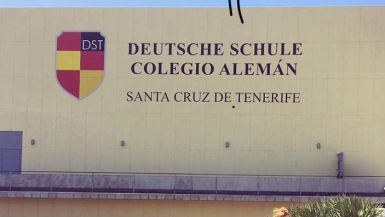 DST
DEUTSCHE SCHULE
COLEGIO ALEMÁN
SANTA CRUZ DE TENERIFE